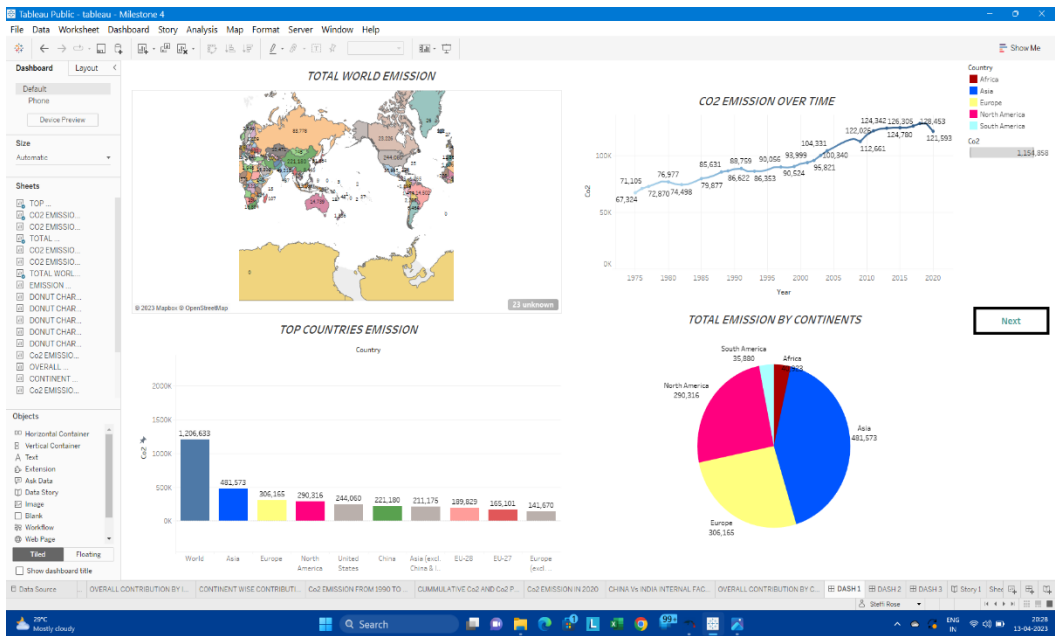 Tableau Public - tableau - Milestone 4
File Data Worksheet Dashboard Story Analysis Map Format Server Window Help
Show Me
Dashboard Layout
Default
Phone
Device Preview
Size
Automatic
Sheets
TOP ...
CO2 EMISSIO...
CO2 EMISSIO...
TOTAL ...
CO2 EMISSIO...
CO2 EMISSIO...
TOTAL WORL...
EMISSION ...
DONUT CHAR...
DONUT CHAR...
DONUT CHAR...
DONUT CHAR...
DONUT CHAR...
Co2 EMISSIO...
OVERALL ...
CONTINENT ...
Co2 EMISSIO...
Objects
Horizontal Container
Vertical Container
Text
Extension
Ask Data
Data Story
Image
Blank
Workflow
Web Page
Tiled Floating
Show dashboard title
TOTAL WORLD EMISSION
© 2023 Mapbox © OpenStreetMap
23 unknown
CO2 EMISSION OVER TIME
Co2
100K
50K
0K
67,324
71,105
72,870
76,977
74,498
79,877
85,631
86,622
88,759
86,353
90,056
90,524
93,999
95,821
104,331
100,840
122,026
112,661
124,342
126,305
124,780
128,453
121,593
1975 1980 1985 1990 1995 2000 2005 2010 2015 2020
Year
Country
Africa
Asia
Europe
North America
South America
Co2
1,154,858
TOP COUNTRIES EMISSION
Country
Co2
2000K
1500K
1000K
500K
0K
1,206,633
481,573
306,165
290,316
244,060
221,180
211,175
189,829
165,101
141,670
World
Asia
Europe
North America
United States
China
Asia (excl. China & I...
EU-28
EU-27
Europe (excl. ...
TOTAL EMISSION BY CONTINENTS
South America
35,880
Africa
North America
290,316
Asia
481,573
Europe
306,165
Next
Data Source
OVERALL CONTRIBUTION BY I...
CONTINENT WISE CONTRIBUTI...
Co2 EMISSION FROM 1990 TO ...
CUMMULATIVE Co2 AND Co2 P...
Co2 EMISSION IN 2020
CHINA Vs INDIA INTERNAL FAC...
OVERALL CONTRIBUTION BY C...
DASH 1
DASH 2
DASH 3
Story 1
Steffi Rose
29°C
Mostly cloudy
Search
99+
ENG
IN
20:28
13-04-2023